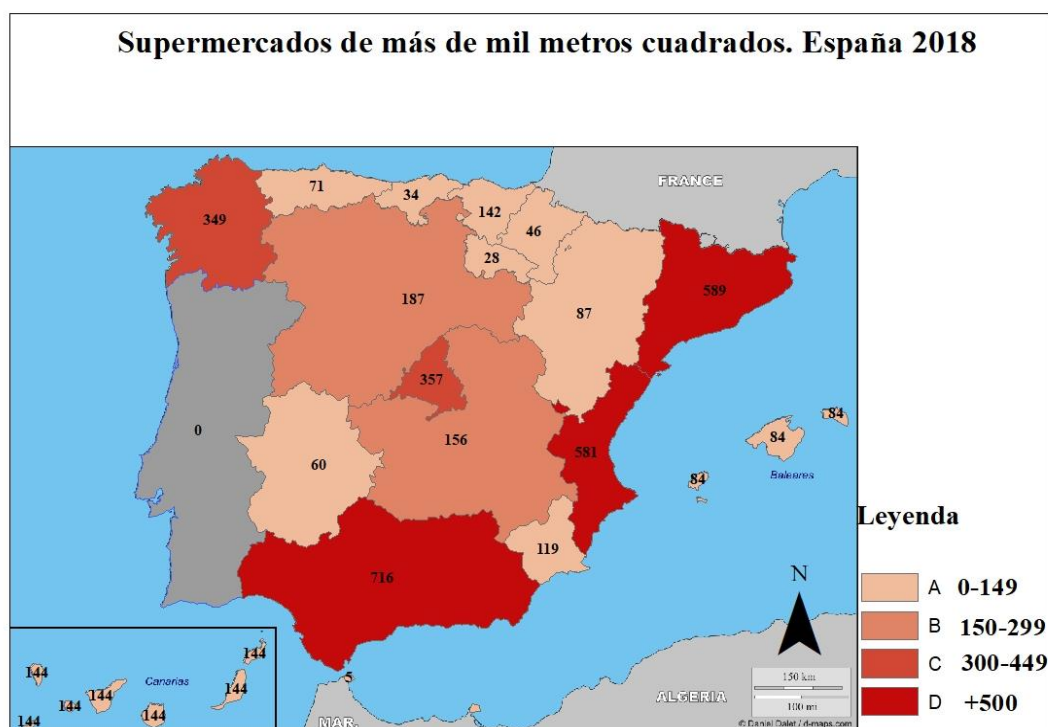 Supermercados de más de mil metros cuadrados. España 2018
FRANCE
71
34
142
46
349
28
187
87
589
357
0
60
156
581
84
84
84
Baleares
119
716
Leyenda
A 0-149
B 150-299
C 300-449
D +500
N
150 km
100 mi
144
144
144
144
144
144
144
Canarias
5
MAR.
ALGERIA
© Daniel Dalet / d-maps.com